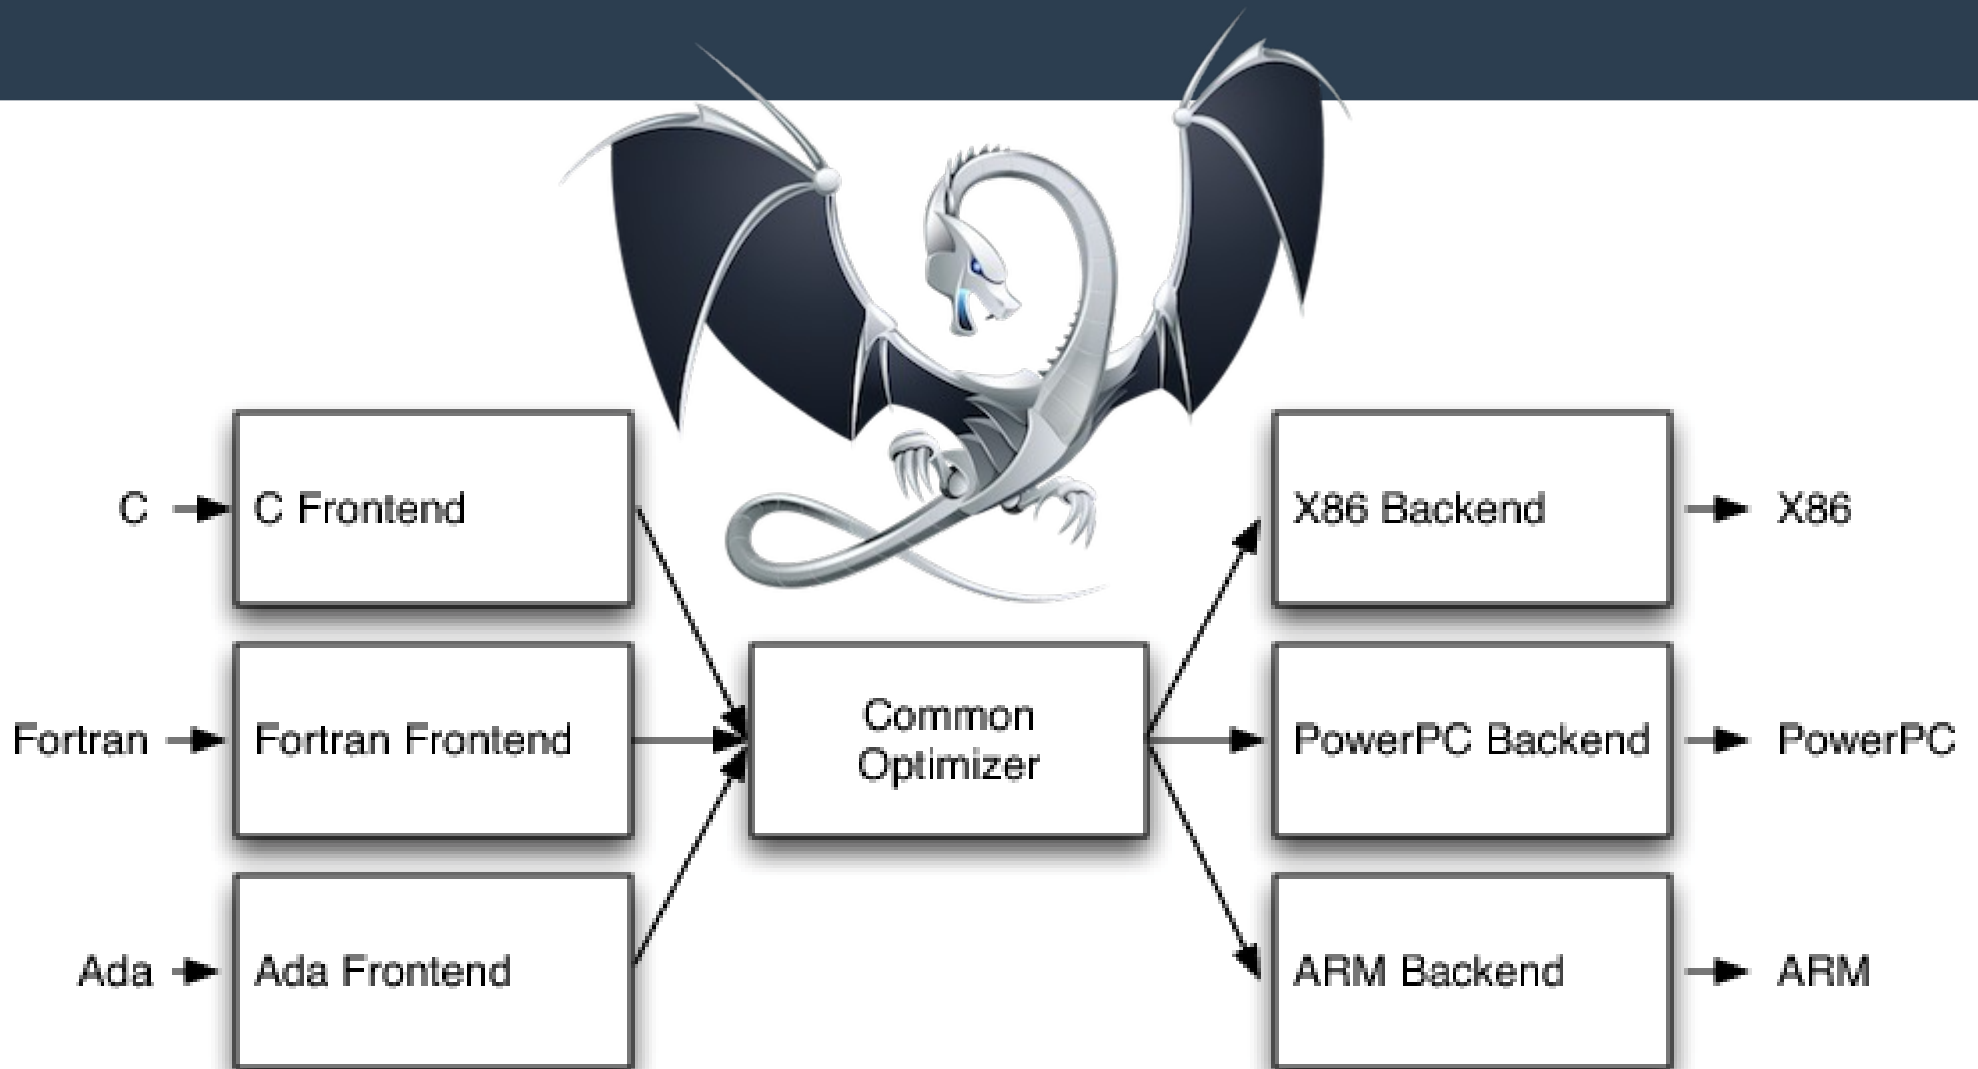 C
C Frontend
X86 Backend
X86
Fortran
Fortran Frontend
Common
Optimizer
PowerPC Backend
PowerPC
Ada
Ada Frontend
ARM Backend
ARM